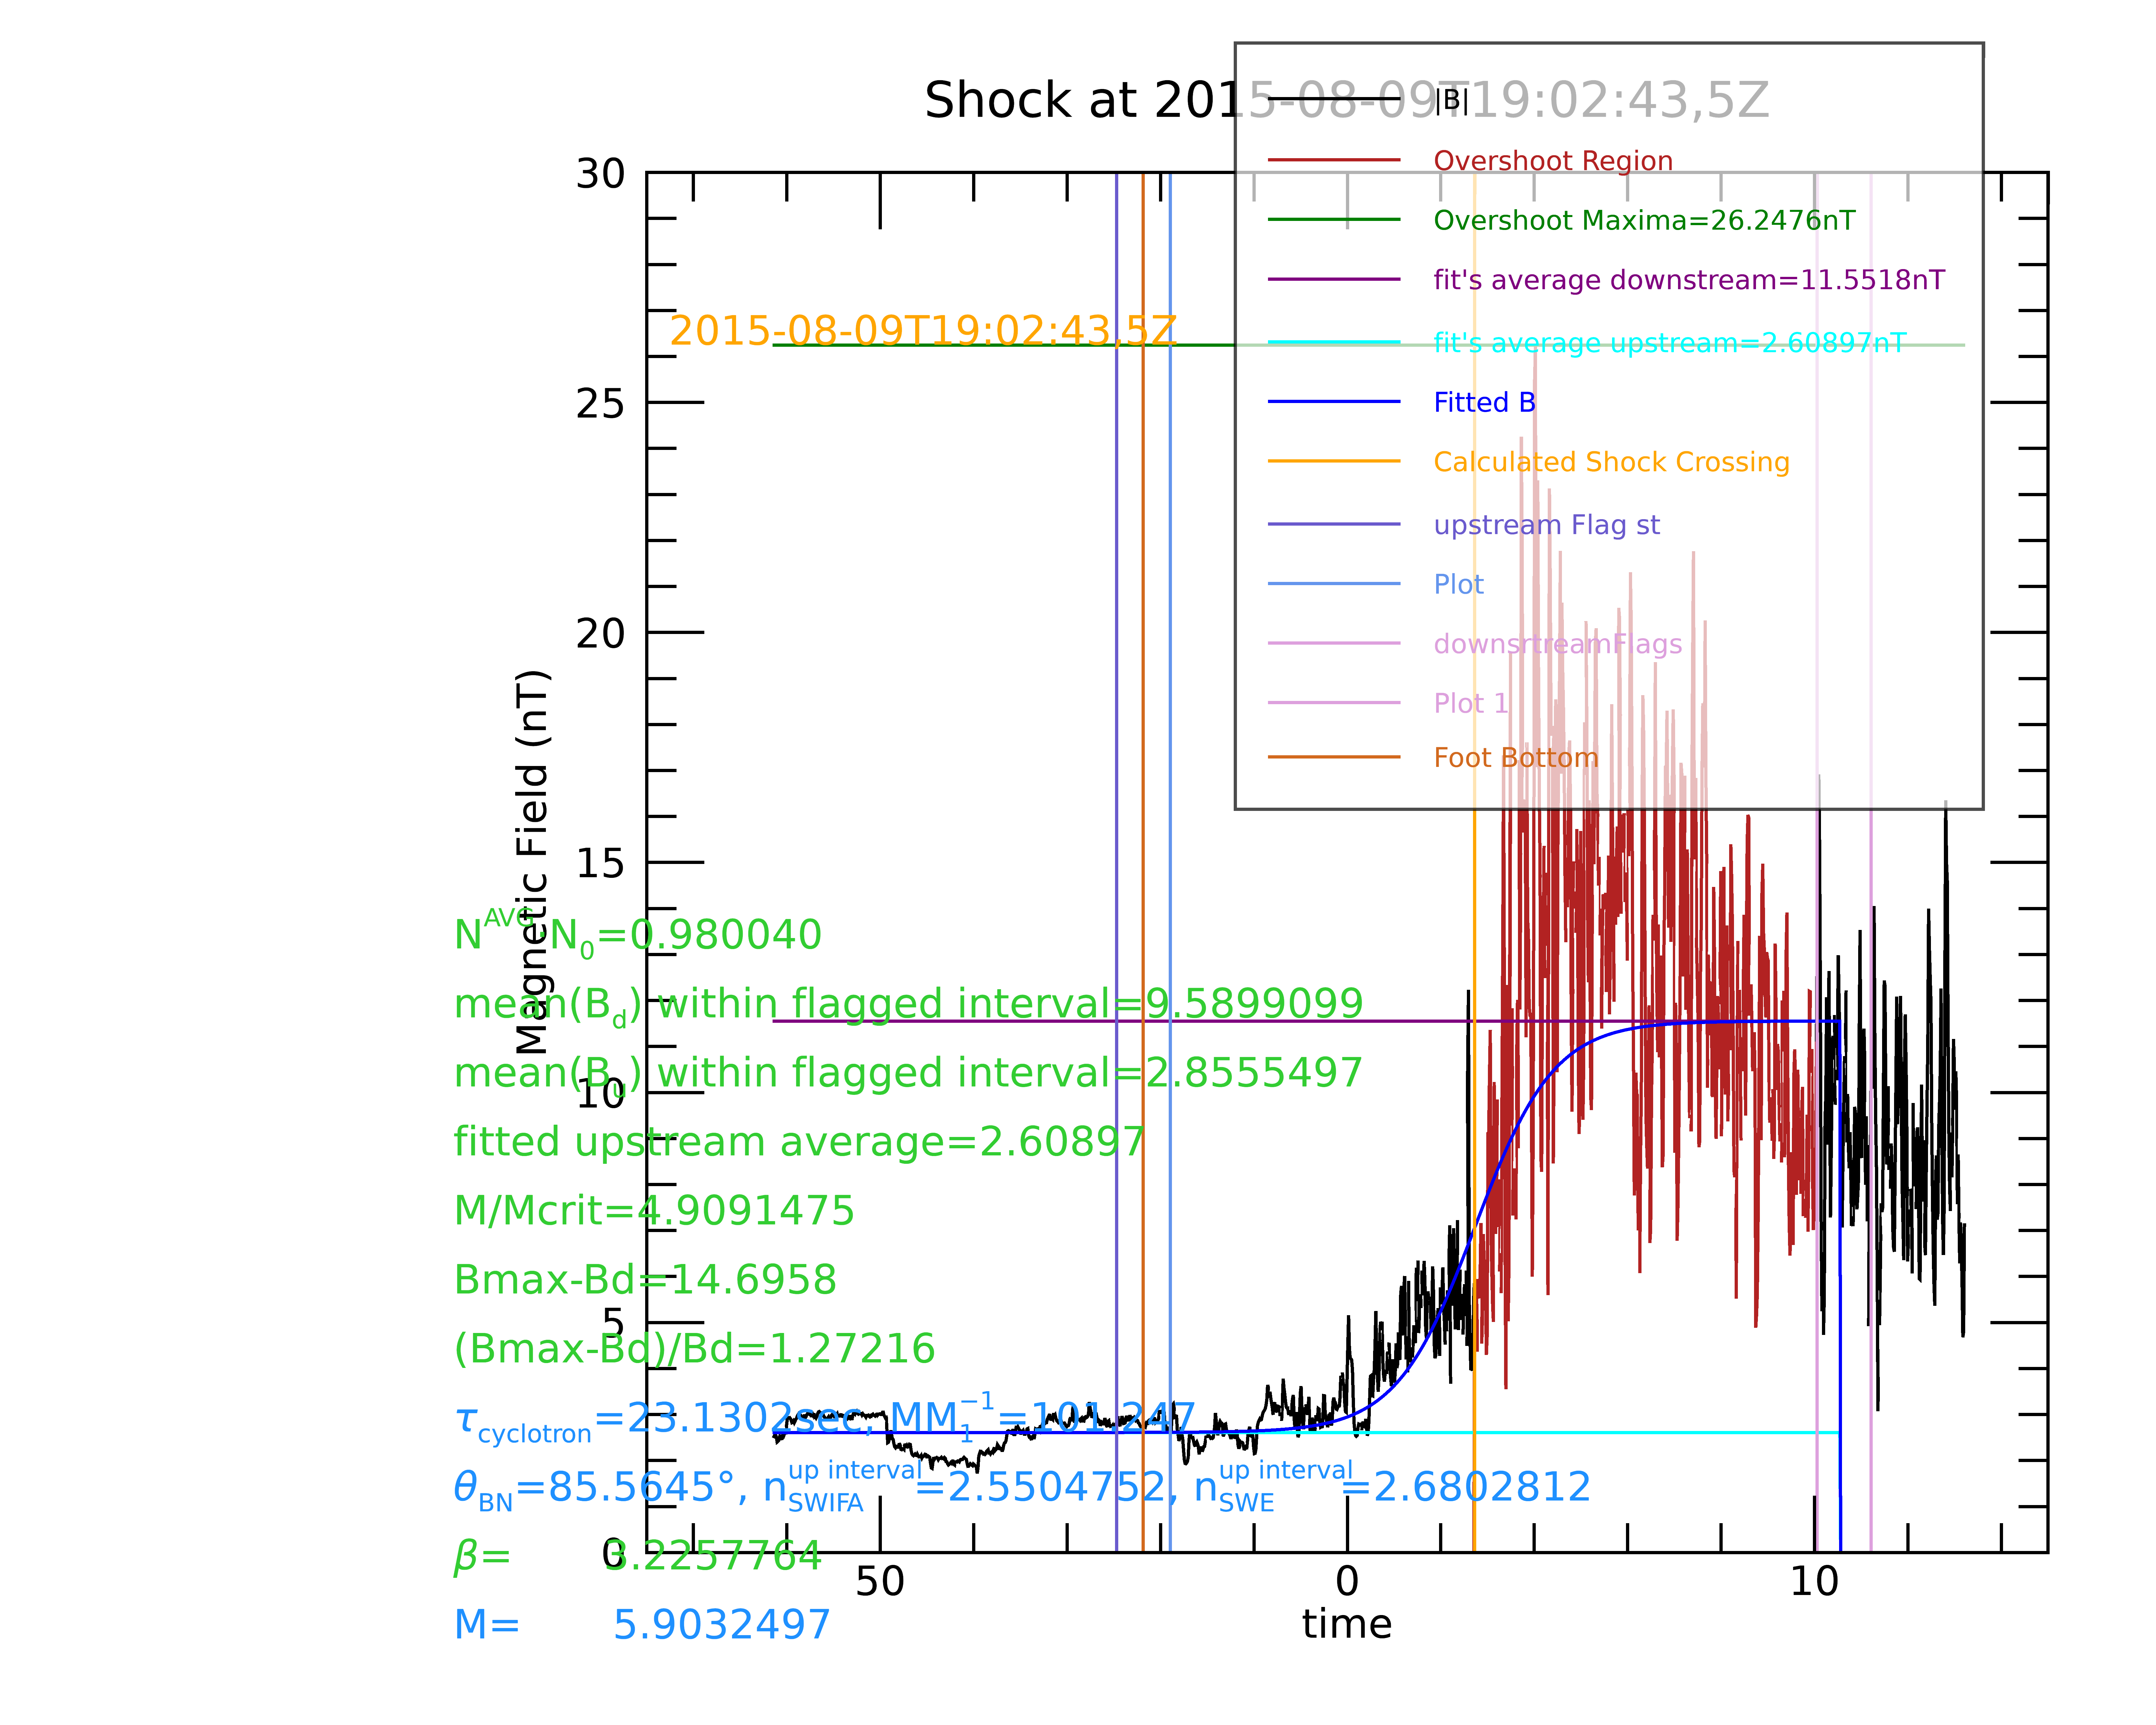 Shock at 2015-08-09T19:02:43,5Z
|B|
Overshoot Region
Overshoot Maxima=26.2476nT
fit's average downstream=11.5518nT
fit's average upstream=2.60897nT
Fitted B
Calculated Shock Crossing
upstream Flag st
Plot
downsrtreamFlags
Plot 1
Foot Bottom
2015-08-09T19:02:43,5Z
30
25
20
15
10
5
0
Magnetic Field (nT)
N^AVG·N_0=0.980040
mean(B_d) within flagged interval=9.5899099
mean(B_u) within flagged interval=2.8555497
fitted upstream average=2.60897
M/Mcrit=4.9091475
Bmax-Bd=14.6958
(Bmax-Bd)/Bd=1.27216
τ_cyclotron=23.1302sec, MM_1^−1=101.247
θ_BN=85.5645°, n_SWIFA^up interval=2.5504752, n_SWE^up interval=2.6802812
β= 3.2257764
M= 5.9032497
50 0 10
time